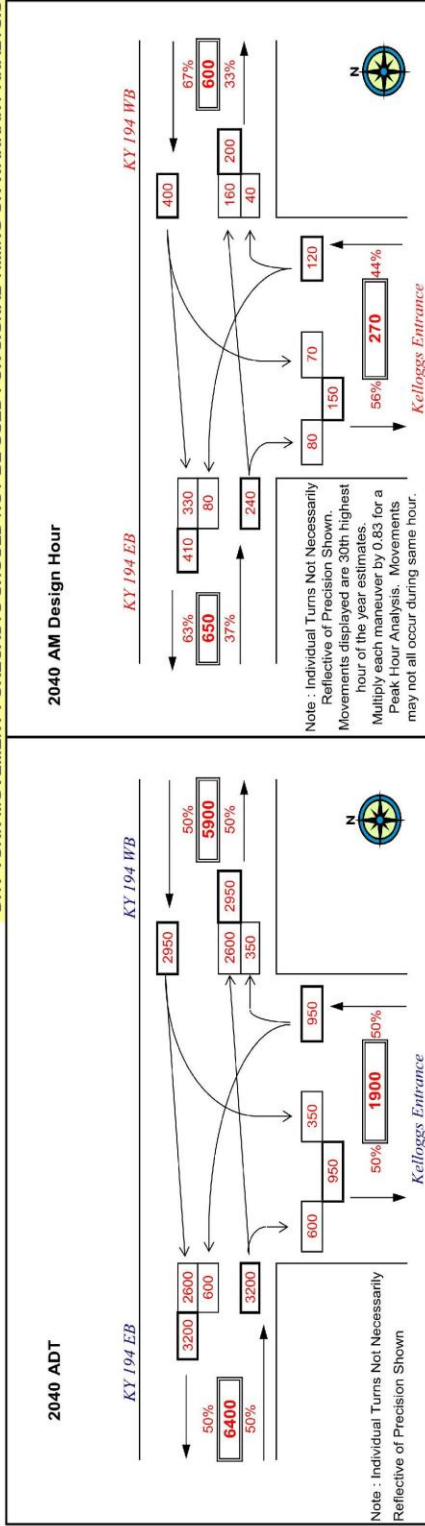 2040 ADT
KY 194 EB
KY 194 WB
50%
6400
50%
3200
2600
600
3200
2950
50%
5900
50%
2950
2600
350
600
350
950
950
50%
1900
50%
Kelloggs Entrance
N
Note : Individual Turns Not Necessarily
Reflective of Precision Shown
2040 AM Design Hour
KY 194 EB
KY 194 WB
63%
650
37%
410
330
80
240
400
67%
600
33%
200
160
40
80
70
150
120
56%
270
44%
Kelloggs Entrance
N
Note : Individual Turns Not Necessarily
Reflective of Precision Shown.
Movements displayed are 30th highest
hour of the year estimates.
Multiply each maneuver by 0.83 for a
Peak Hour Analysis. Movements
may not all occur during same hour.